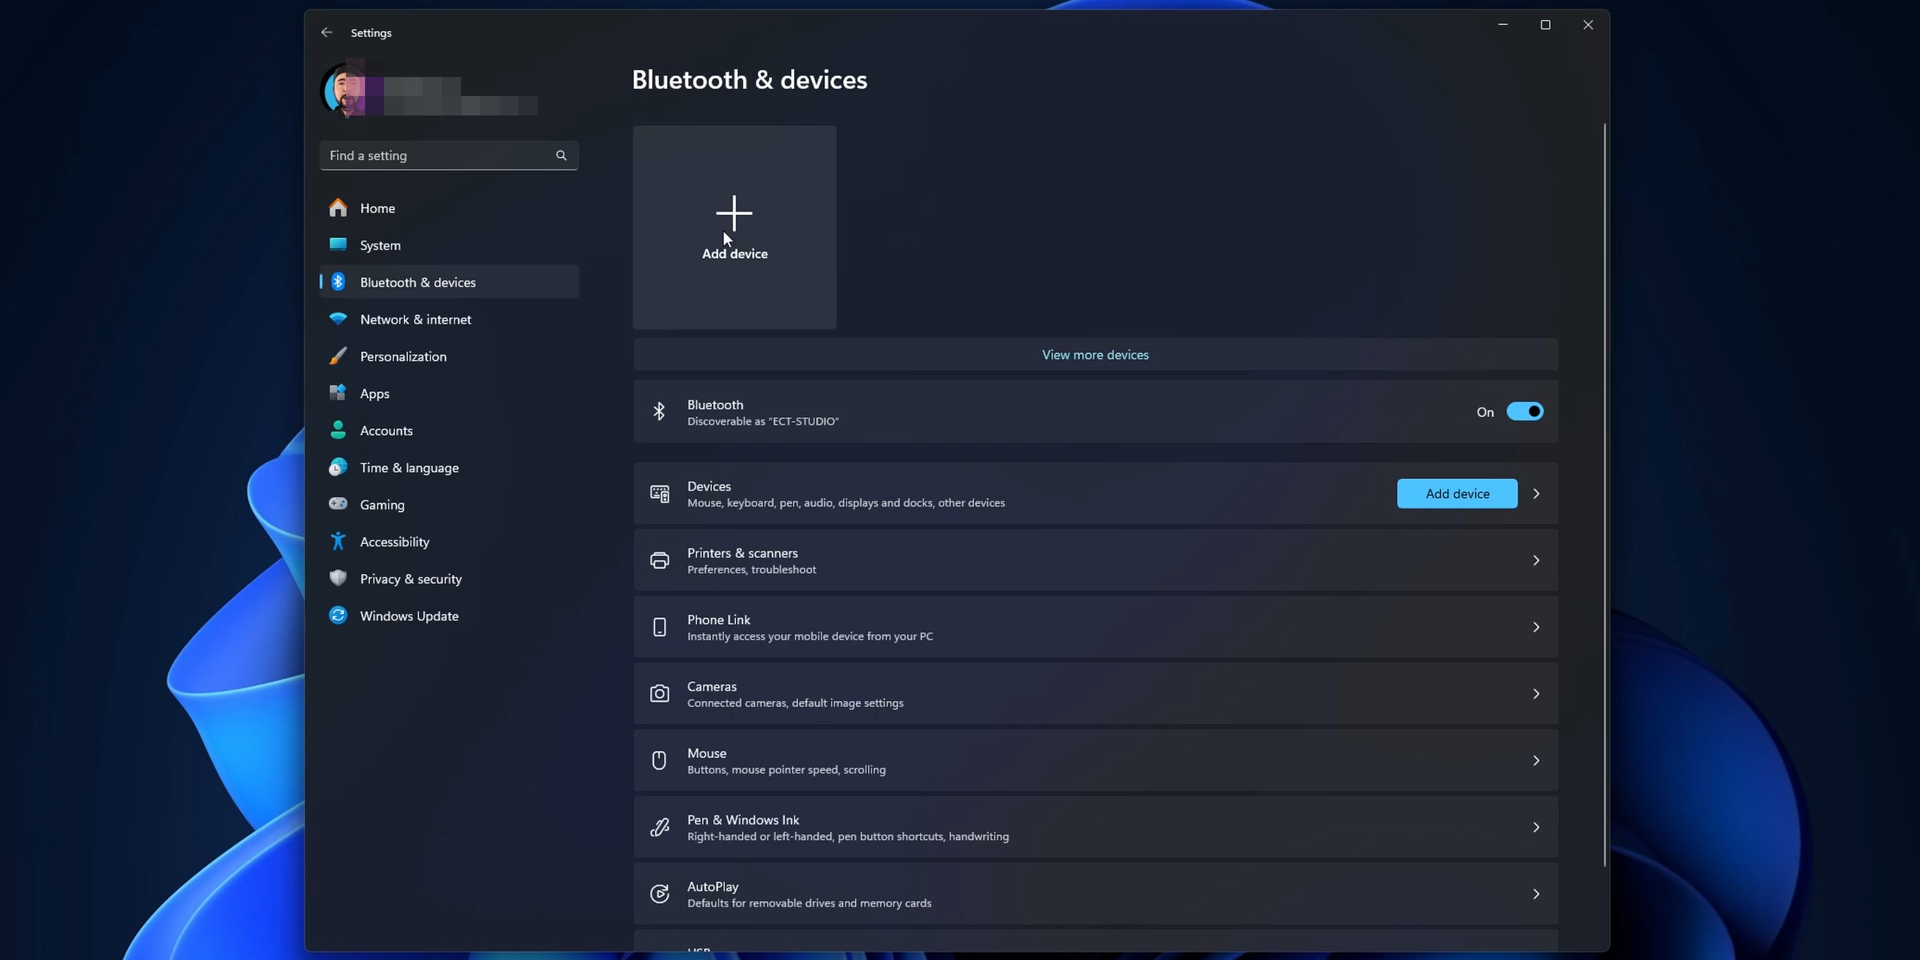 Settings
Find a setting
Home
System
Bluetooth & devices
Network & internet
Personalization
Apps
Accounts
Time & language
Gaming
Accessibility
Privacy & security
Windows Update
Bluetooth & devices
Add device
View more devices
Bluetooth
Discoverable as "ECT-STUDIO"
On
Devices
Mouse, keyboard, pen, audio, displays and docks, other devices
Add device
Printers & scanners
Preferences, troubleshoot
Phone Link
Instantly access your mobile device from your PC
Cameras
Connected cameras, default image settings
Mouse
Buttons, mouse pointer speed, scrolling
Pen & Windows Ink
Right-handed or left-handed, pen button shortcuts, handwriting
AutoPlay
Defaults for removable drives and memory cards
USB